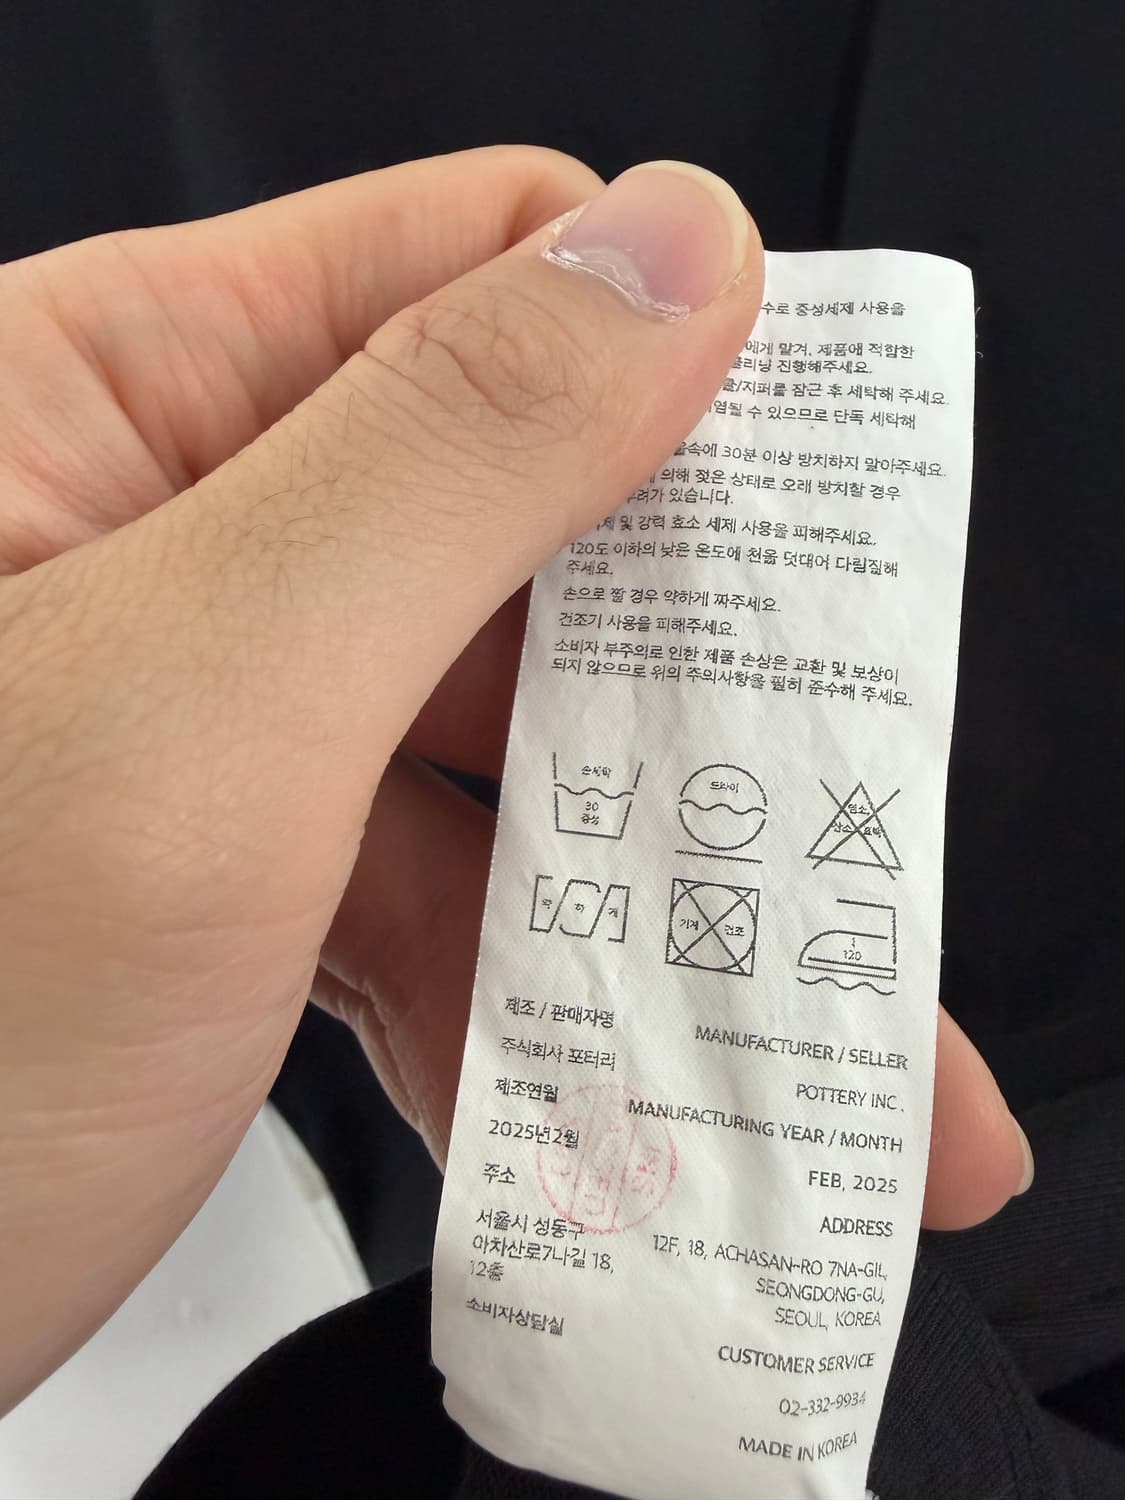 수로 중성세제 사용을
에게 맡겨, 제품에 적합한
클리닝 진행해주세요.
/지퍼를 잠근 후 세탁해 주세요.
될 수 있으므로 단독 세탁해
물속에 30분 이상 방치하지 말아주세요.
의해 젖은 상태로 오래 방치할 경우
우려가 있습니다.
및 강력 효소 세제 사용을 피해주세요.
120도 이하의 낮은 온도에 천을 덧대어 다림질해
주세요.
손으로 짤 경우 약하게 짜주세요.
건조기 사용을 피해주세요.
소비자 부주의로 인한 제품 손상은 교환 및 보상이
되지 않으므로 위의 주의사항을 필히 준수해 주세요.
손세탁
30
중성
드라이
염소,
산소 표백
약 하 게
기계 건조
120
제조 / 판매자명
MANUFACTURER / SELLER
주식회사 포터리
POTTERY INC.
제조연월
MANUFACTURING YEAR / MONTH
2025년2월
FEB, 2025
주소
ADDRESS
서울시 성동구
아차산로7나길 18,
12층
12F, 18, ACHASAN-RO 7NA-GIL,
SEONGDONG-GU,
SEOUL, KOREA
소비자상담실
CUSTOMER SERVICE
02-332-9934
MADE IN KOREA